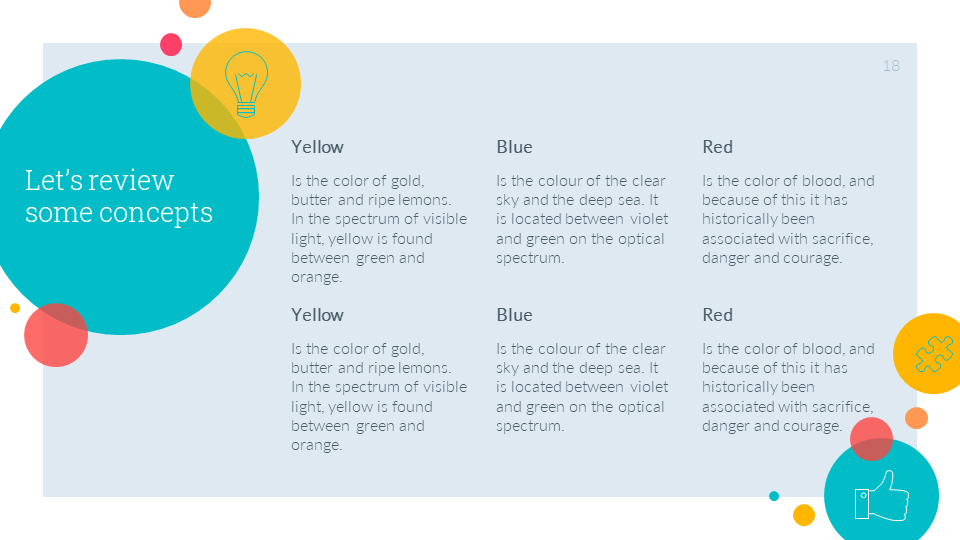 18
Let’s review
some concepts
Yellow
Is the color of gold,
butter and ripe lemons.
In the spectrum of visible
light, yellow is found
between green and
orange.
Blue
Is the colour of the clear
sky and the deep sea. It
is located between violet
and green on the optical
spectrum.
Red
Is the color of blood, and
because of this it has
historically been
associated with sacrifice,
danger and courage.
Yellow
Is the color of gold,
butter and ripe lemons.
In the spectrum of visible
light, yellow is found
between green and
orange.
Blue
Is the colour of the clear
sky and the deep sea. It
is located between violet
and green on the optical
spectrum.
Red
Is the color of blood, and
because of this it has
historically been
associated with sacrifice,
danger and courage.